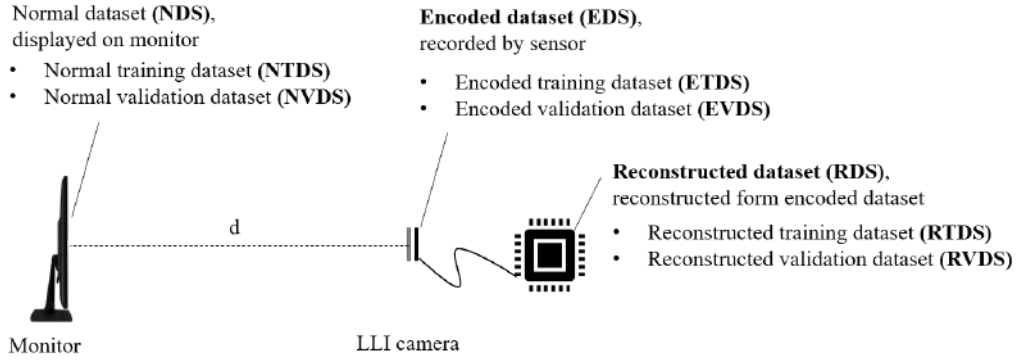 Normal dataset (NDS),
displayed on monitor
• Normal training dataset (NTDS)
• Normal validation dataset (NVDS)
Encoded dataset (EDS),
recorded by sensor
• Encoded training dataset (ETDS)
• Encoded validation dataset (EVDS)
Reconstructed dataset (RDS),
reconstructed form encoded dataset
• Reconstructed training dataset (RTDS)
• Reconstructed validation dataset (RVDS)
d
Monitor
LLI camera